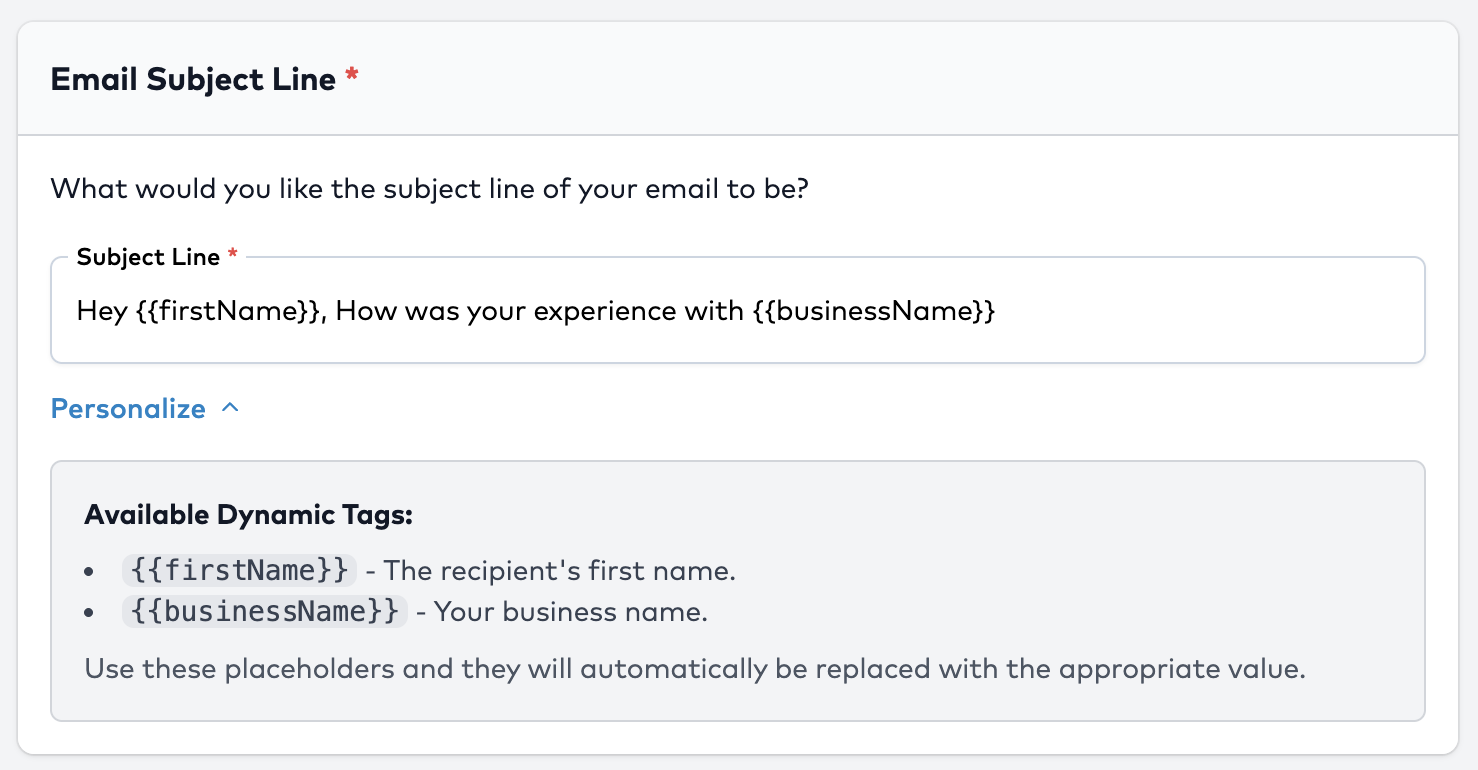 Email Subject Line *
What would you like the subject line of your email to be?
Subject Line *
Hey {{firstName}}, How was your experience with {{businessName}}
Personalize
Available Dynamic Tags:
• {{firstName}} - The recipient's first name.
• {{businessName}} - Your business name.
Use these placeholders and they will automatically be replaced with the appropriate value.